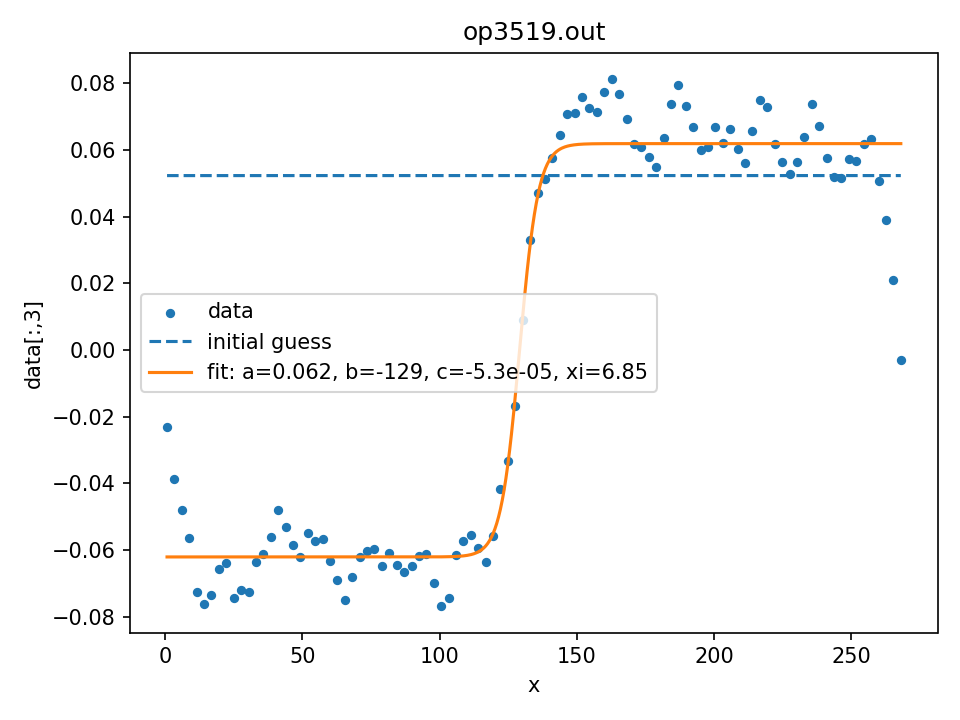 op3519.out
0.08
0.06
0.04
0.02
0.00
−0.02
−0.04
−0.06
−0.08
data[:,3]
data
initial guess
fit: a=0.062, b=-129, c=-5.3e-05, xi=6.85
0 50 100 150 200 250
x